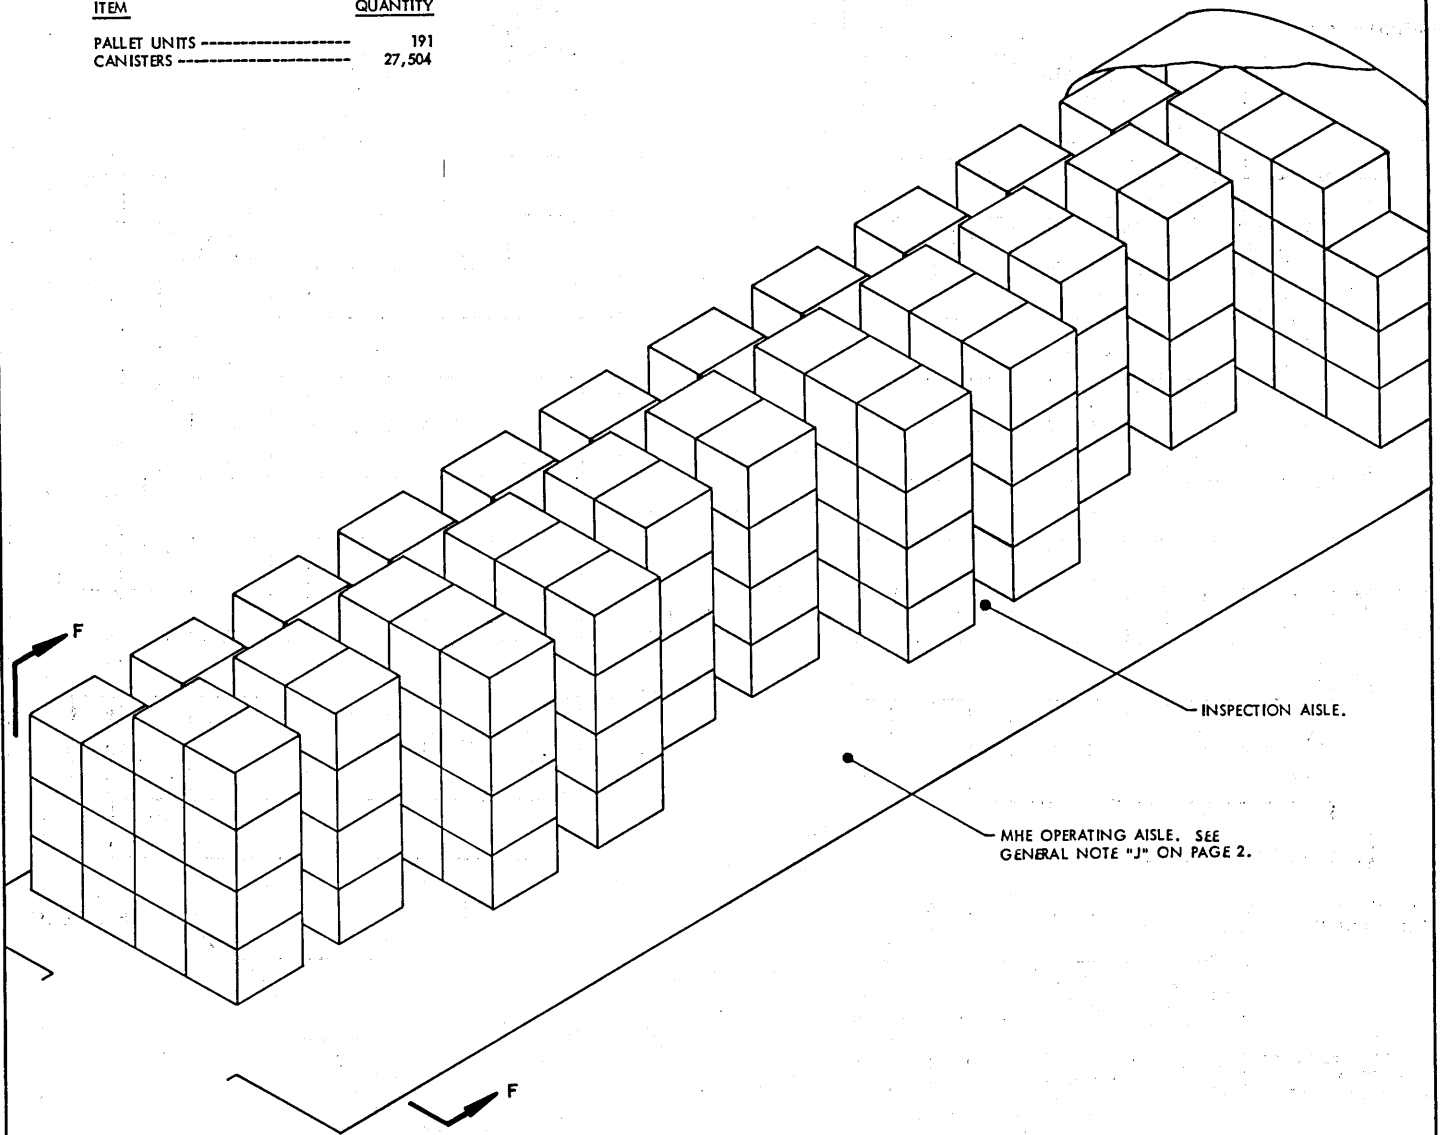 ITEM QUANTITY
PALLET UNITS -------------------- 191
CANISTERS ----------------------- 27,504
F
INSPECTION AISLE.
MHE OPERATING AISLE. SEE
GENERAL NOTE "J" ON PAGE 2.
F